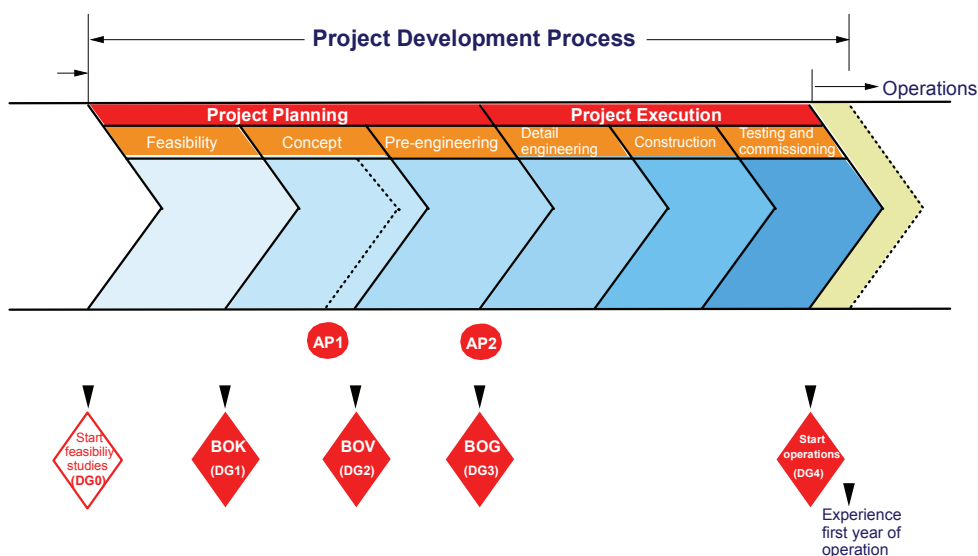 Project Development Process
Operations
Project Planning
Project Execution
Feasibility
Concept
Pre-engineering
Detail
engineering
Construction
Testing and
commissioning
AP1
AP2
Start
feasibiliy
studies
(DG0)
BOK
(DG1)
BOV
(DG2)
BOG
(DG3)
Start
operations
(DG4)
Experience
first year of
operation